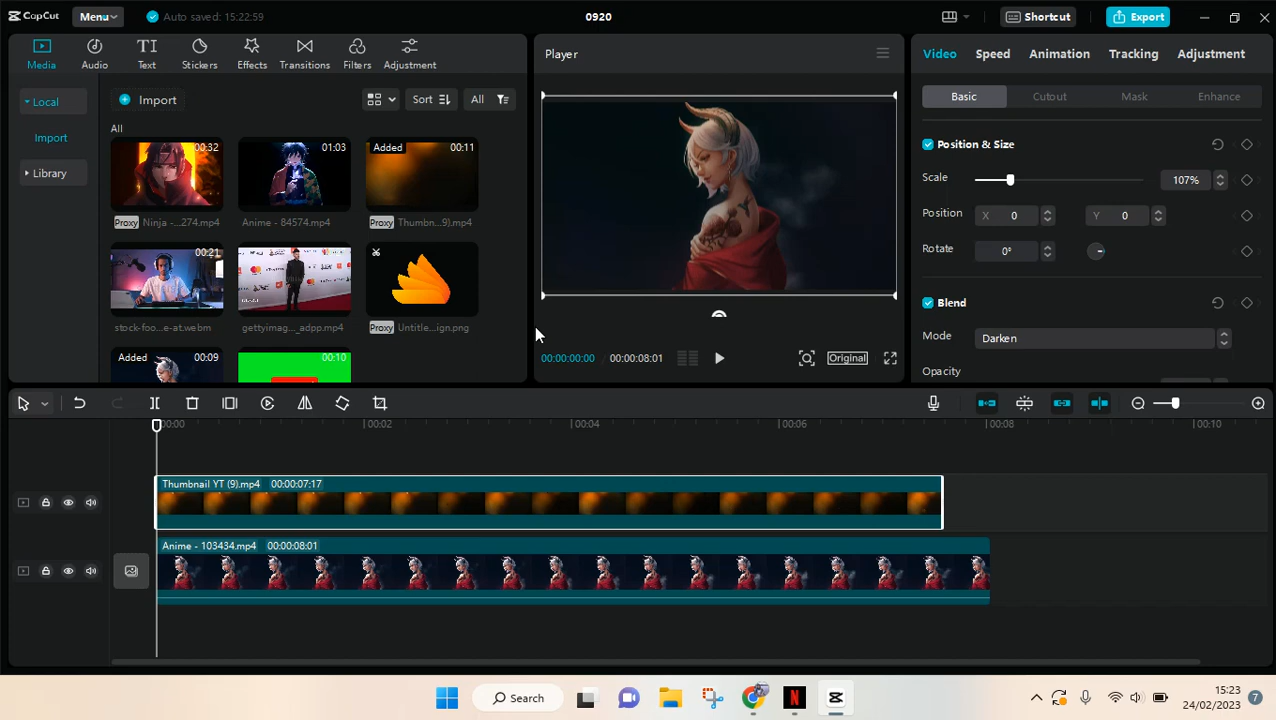 CapCut
Menu
Auto saved: 15:22:59
0920
Shortcut
Export
Media
Audio
Text
Stickers
Effects
Transitions
Filters
Adjustment
Local
Import
Library
Import
Sort
All
All
00:32
Ninja -...274.mp4
Proxy
01:03
Anime - 84574.mp4
Added
00:11
Proxy
Thumbn...9).mp4
00:21
stock-foo...e-at.webm
gettyimag..._adpp.mp4
Proxy
Untitle...ign.png
Added
00:09
00:10
Player
00:00:00:00
00:00:08:01
Original
Video
Speed
Animation
Tracking
Adjustment
Basic
Cutout
Mask
Enhance
Position & Size
Scale
107%
Position
X 0
Y 0
Rotate
0°
Blend
Mode
Darken
Opacity
00:00
00:02
00:04
00:06
00:08
00:10
Thumbnail YT (9).mp4 00:00:07:17
Anime - 103434.mp4 00:00:08:01
Search
N
15:23
24/02/2023
7